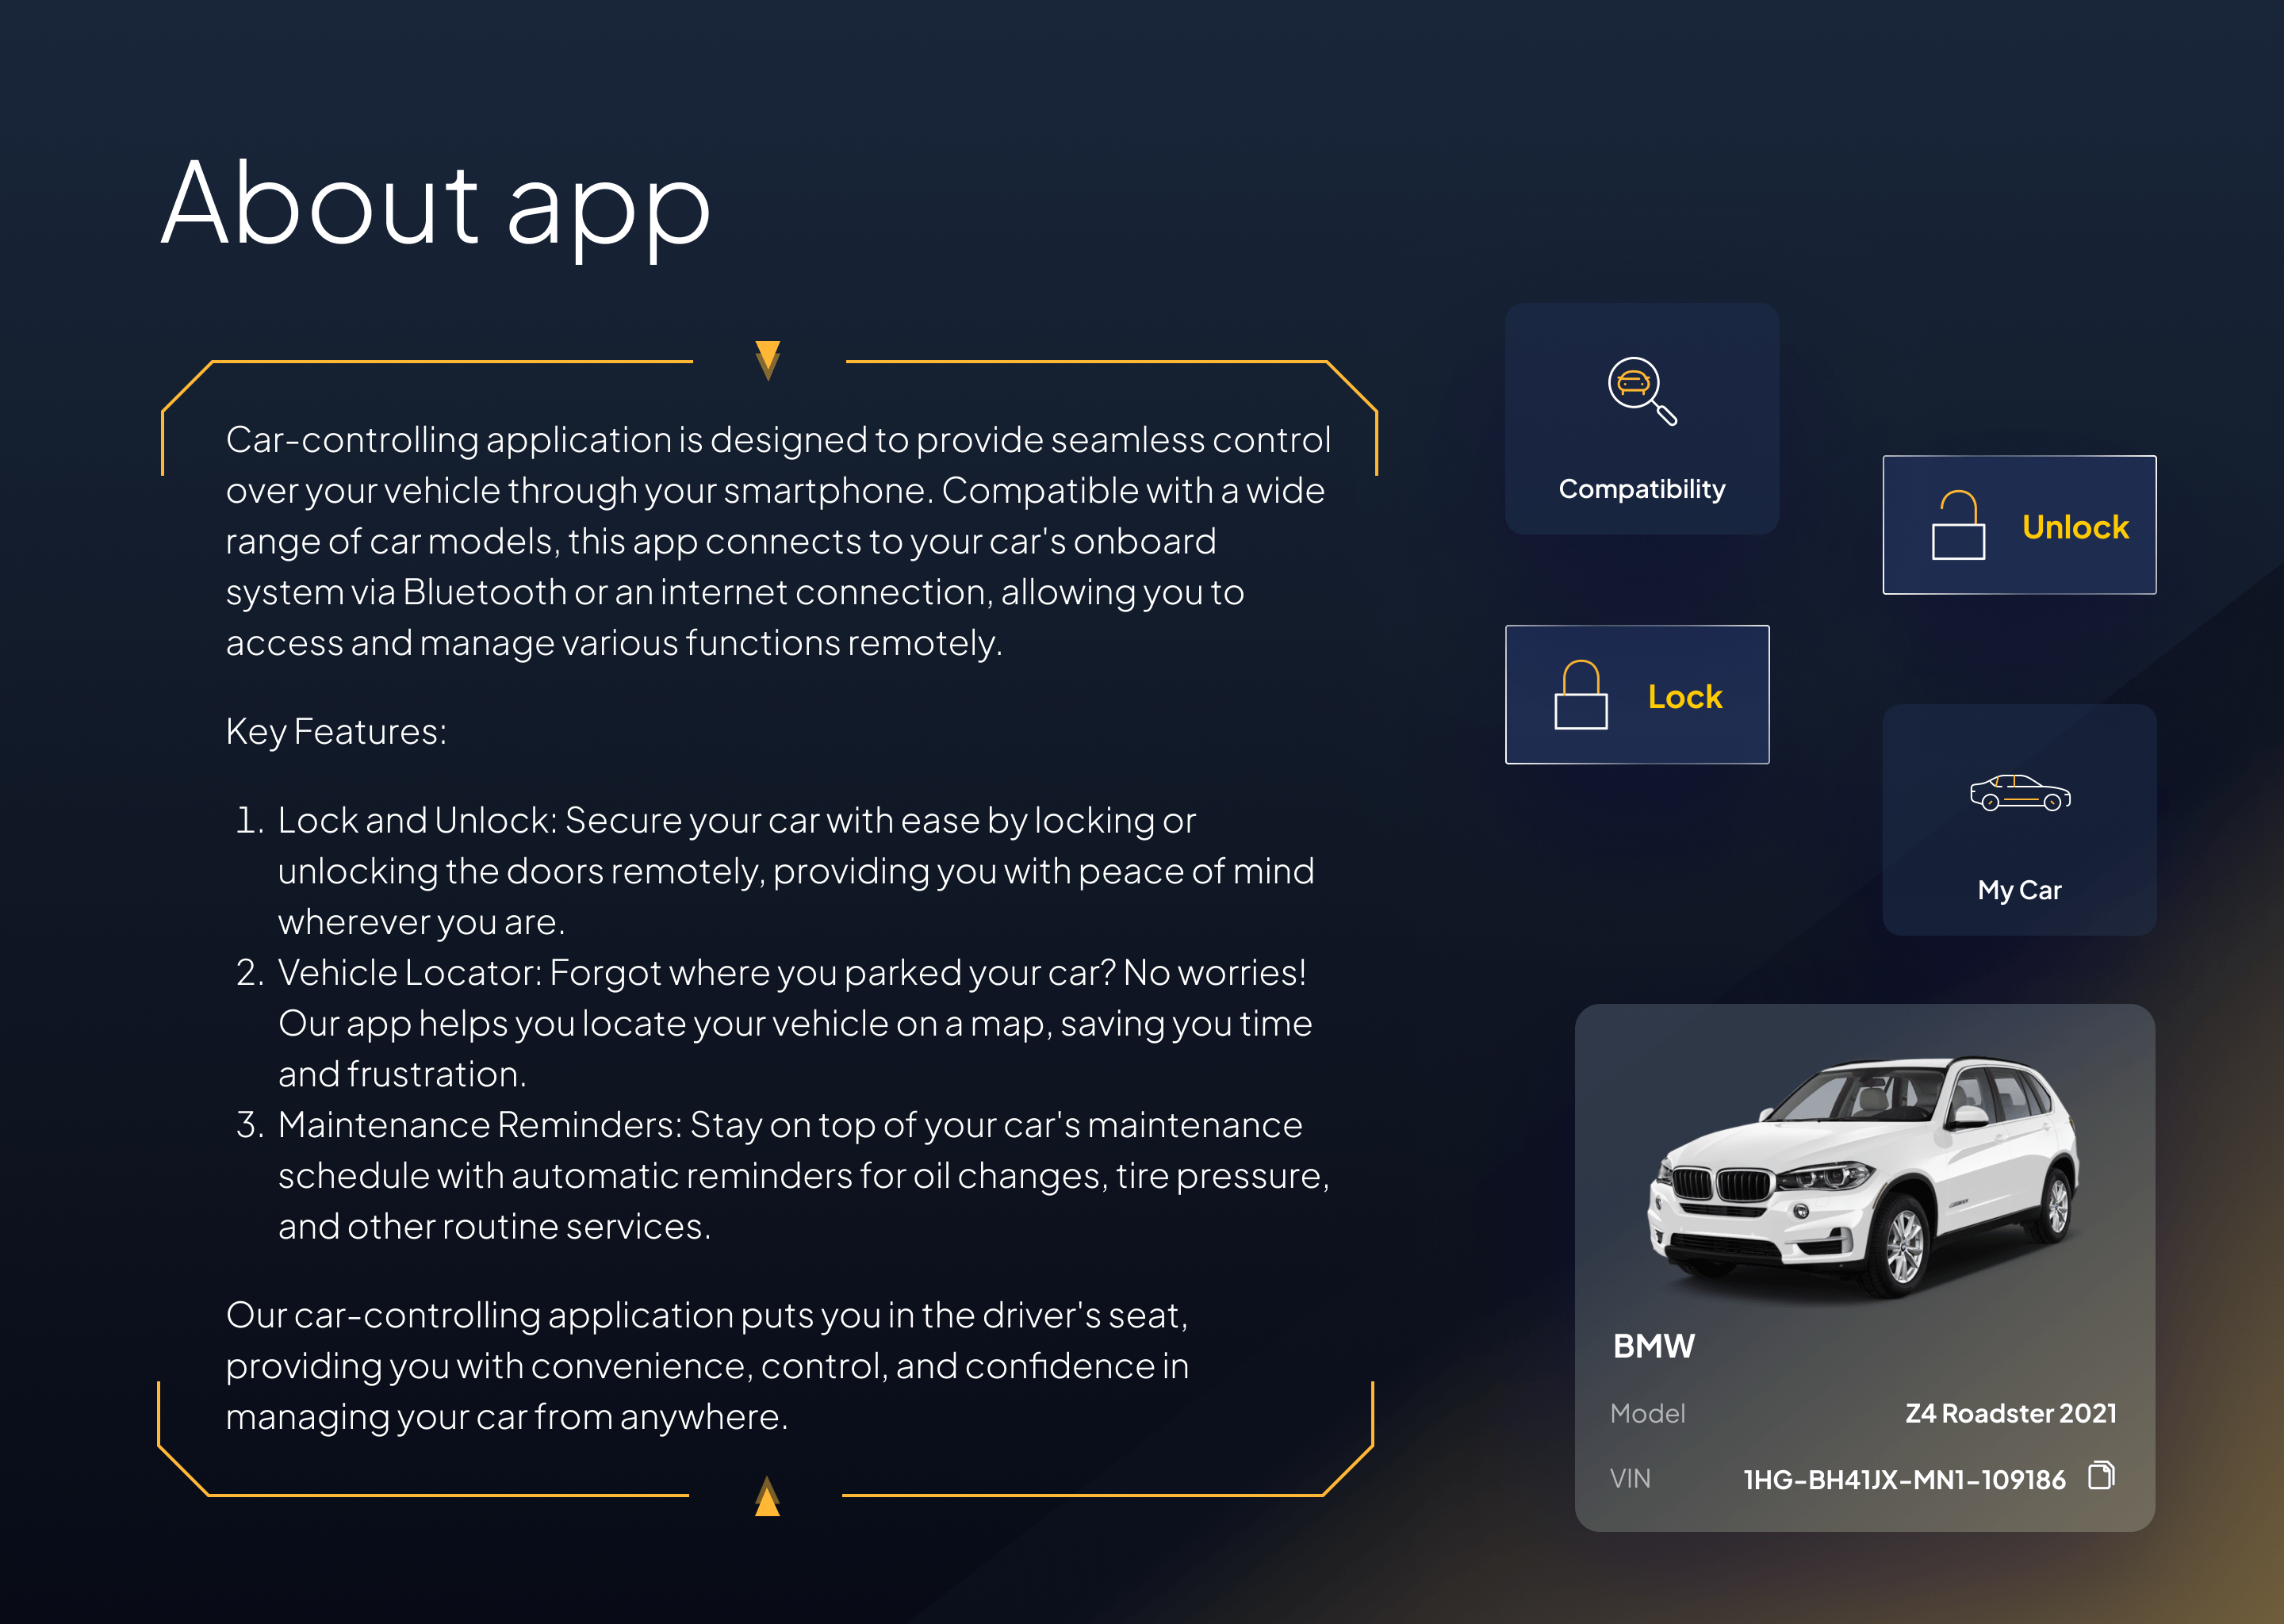 About app
Car-controlling application is designed to provide seamless control
over your vehicle through your smartphone. Compatible with a wide
range of car models, this app connects to your car's onboard
system via Bluetooth or an internet connection, allowing you to
access and manage various functions remotely.
Key Features:
1. Lock and Unlock: Secure your car with ease by locking or
unlocking the doors remotely, providing you with peace of mind
wherever you are.
2. Vehicle Locator: Forgot where you parked your car? No worries!
Our app helps you locate your vehicle on a map, saving you time
and frustration.
3. Maintenance Reminders: Stay on top of your car's maintenance
schedule with automatic reminders for oil changes, tire pressure,
and other routine services.
Our car-controlling application puts you in the driver's seat,
providing you with convenience, control, and confidence in
managing your car from anywhere.
Compatibility
Unlock
Lock
My Car
BMW
Model Z4 Roadster 2021
VIN 1HG-BH41JX-MN1-109186